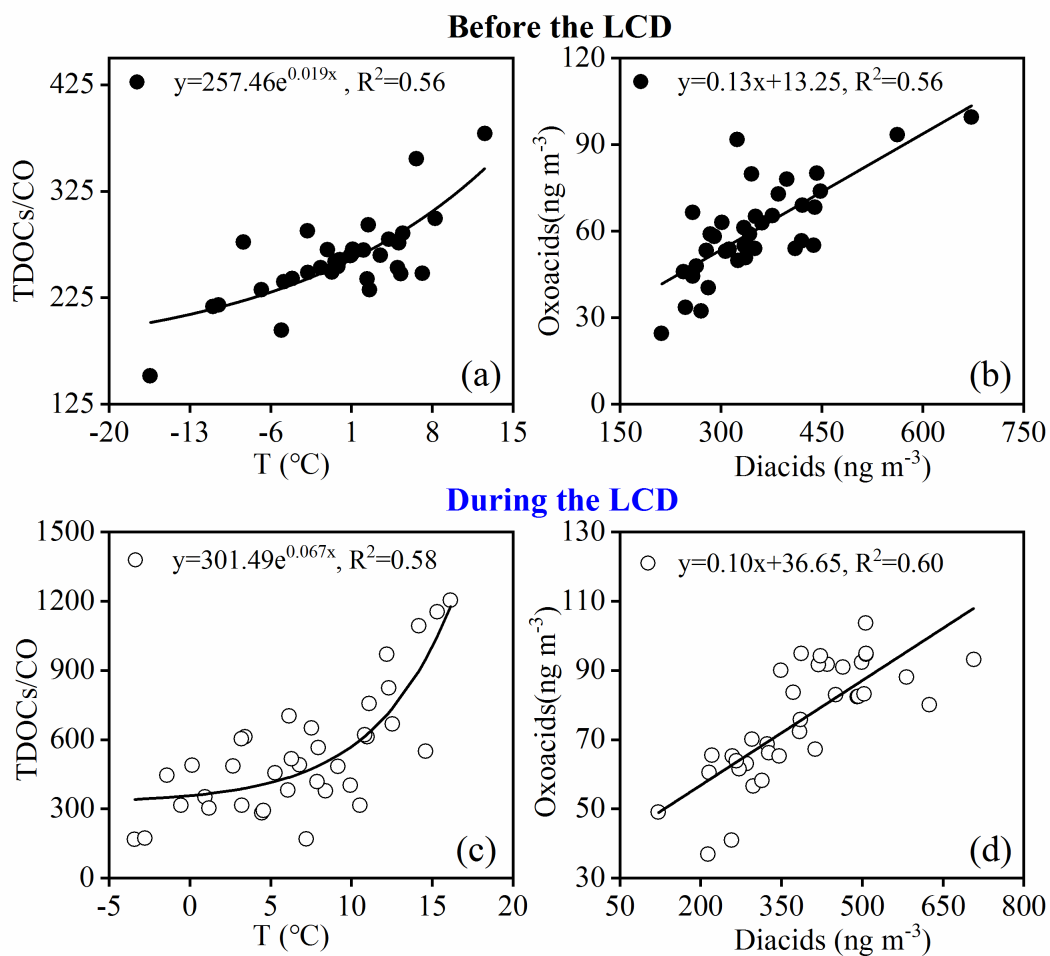 Before the LCD
y=257.46e^0.019x , R²=0.56
425
325
225
125
TDOCs/CO
(a)
-20 -13 -6 1 8 15
T (℃)
y=0.13x+13.25, R²=0.56
120
90
60
30
0
Oxoacids(ng m⁻³)
(b)
150 300 450 600 750
Diacids (ng m⁻³)
During the LCD
y=301.49e^0.067x, R²=0.58
1500
1200
900
600
300
0
TDOCs/CO
(c)
-5 0 5 10 15 20
T (℃)
y=0.10x+36.65, R²=0.60
130
110
90
70
50
30
Oxoacids(ng m⁻³)
(d)
50 200 350 500 650 800
Diacids (ng m⁻³)